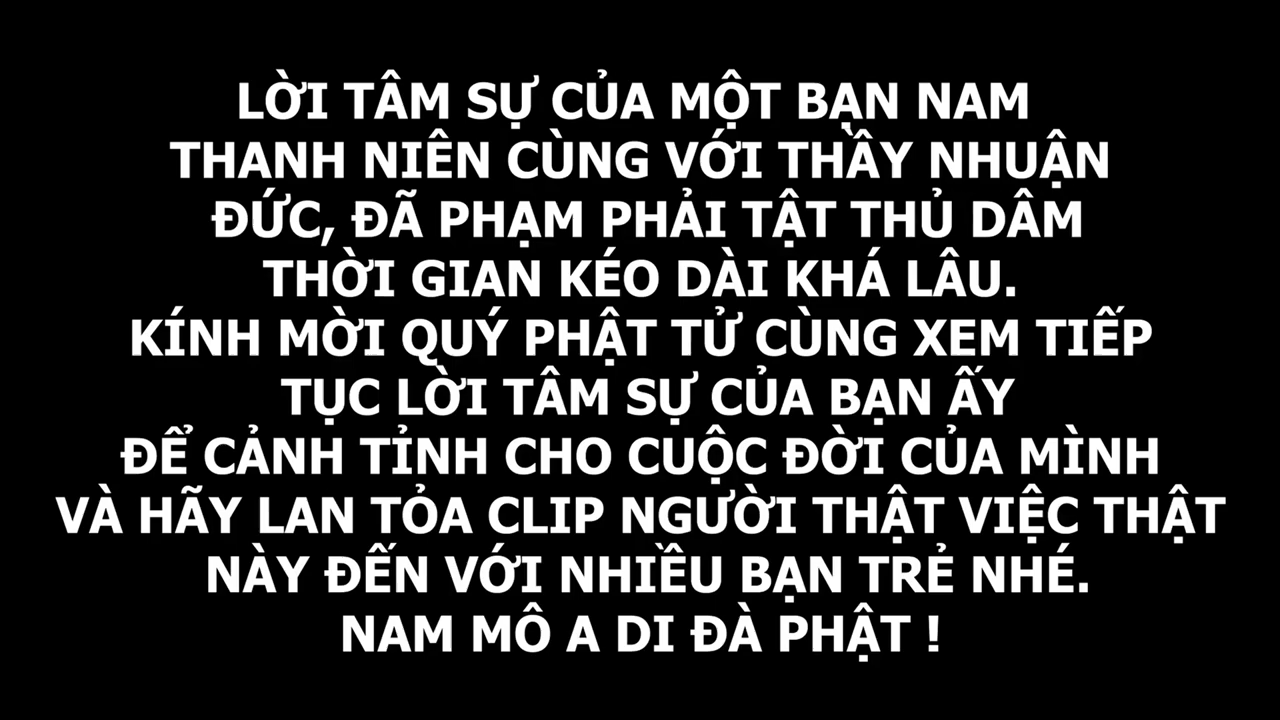 LỜI TÂM SỰ CỦA MỘT BẠN NAM
THANH NIÊN CÙNG VỚI THẦY NHUẬN
ĐỨC, ĐÃ PHẠM PHẢI TẬT THỦ DÂM
THỜI GIAN KÉO DÀI KHÁ LÂU.
KÍNH MỜI QUÝ PHẬT TỬ CÙNG XEM TIẾP
TỤC LỜI TÂM SỰ CỦA BẠN ẤY
ĐỂ CẢNH TỈNH CHO CUỘC ĐỜI CỦA MÌNH
VÀ HÃY LAN TỎA CLIP NGƯỜI THẬT VIỆC THẬT
NÀY ĐẾN VỚI NHIỀU BẠN TRẺ NHÉ.
NAM MÔ A DI ĐÀ PHẬT !